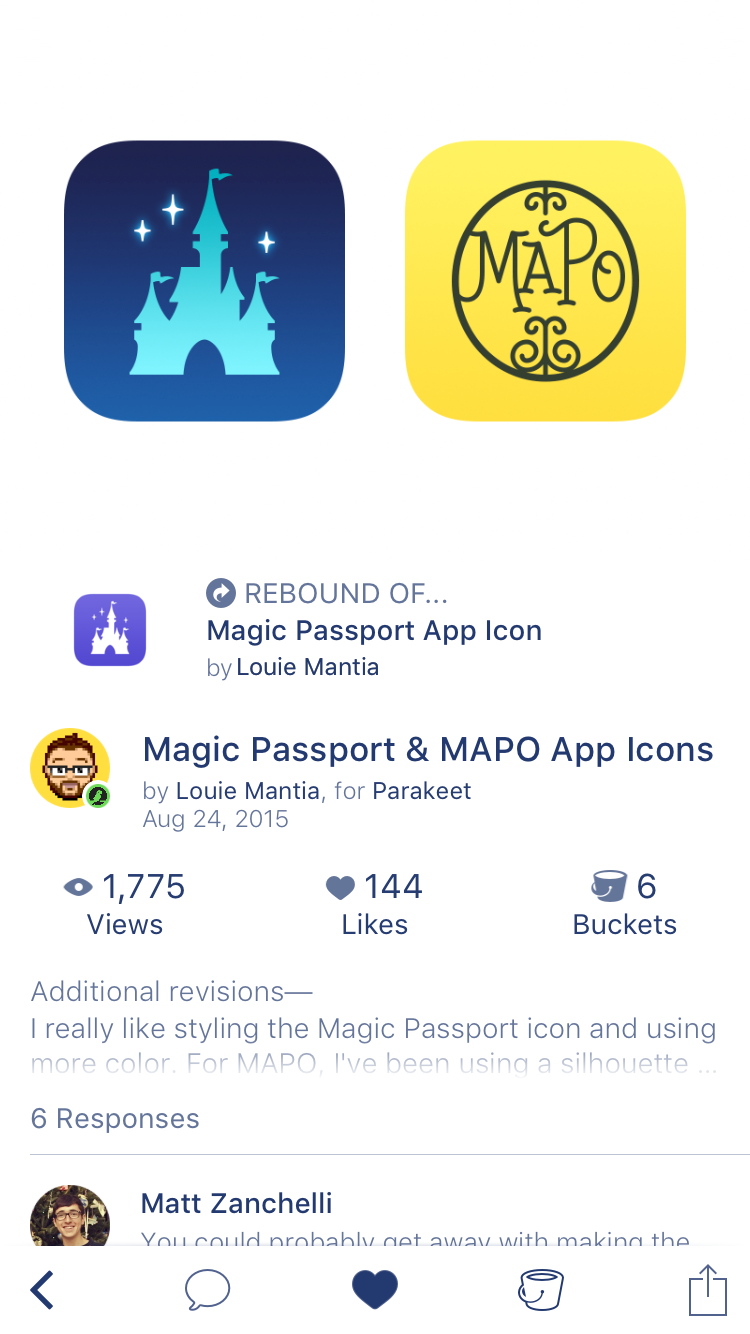 MAPO
REBOUND OF...
Magic Passport App Icon
by Louie Mantia
Magic Passport & MAPO App Icons
by Louie Mantia, for Parakeet
Aug 24, 2015
1,775
Views
144
Likes
6
Buckets
Additional revisions—
I really like styling the Magic Passport icon and using
more color. For MAPO, I've been using a silhouette ...
6 Responses
Matt Zanchelli
You could probably get away with making the